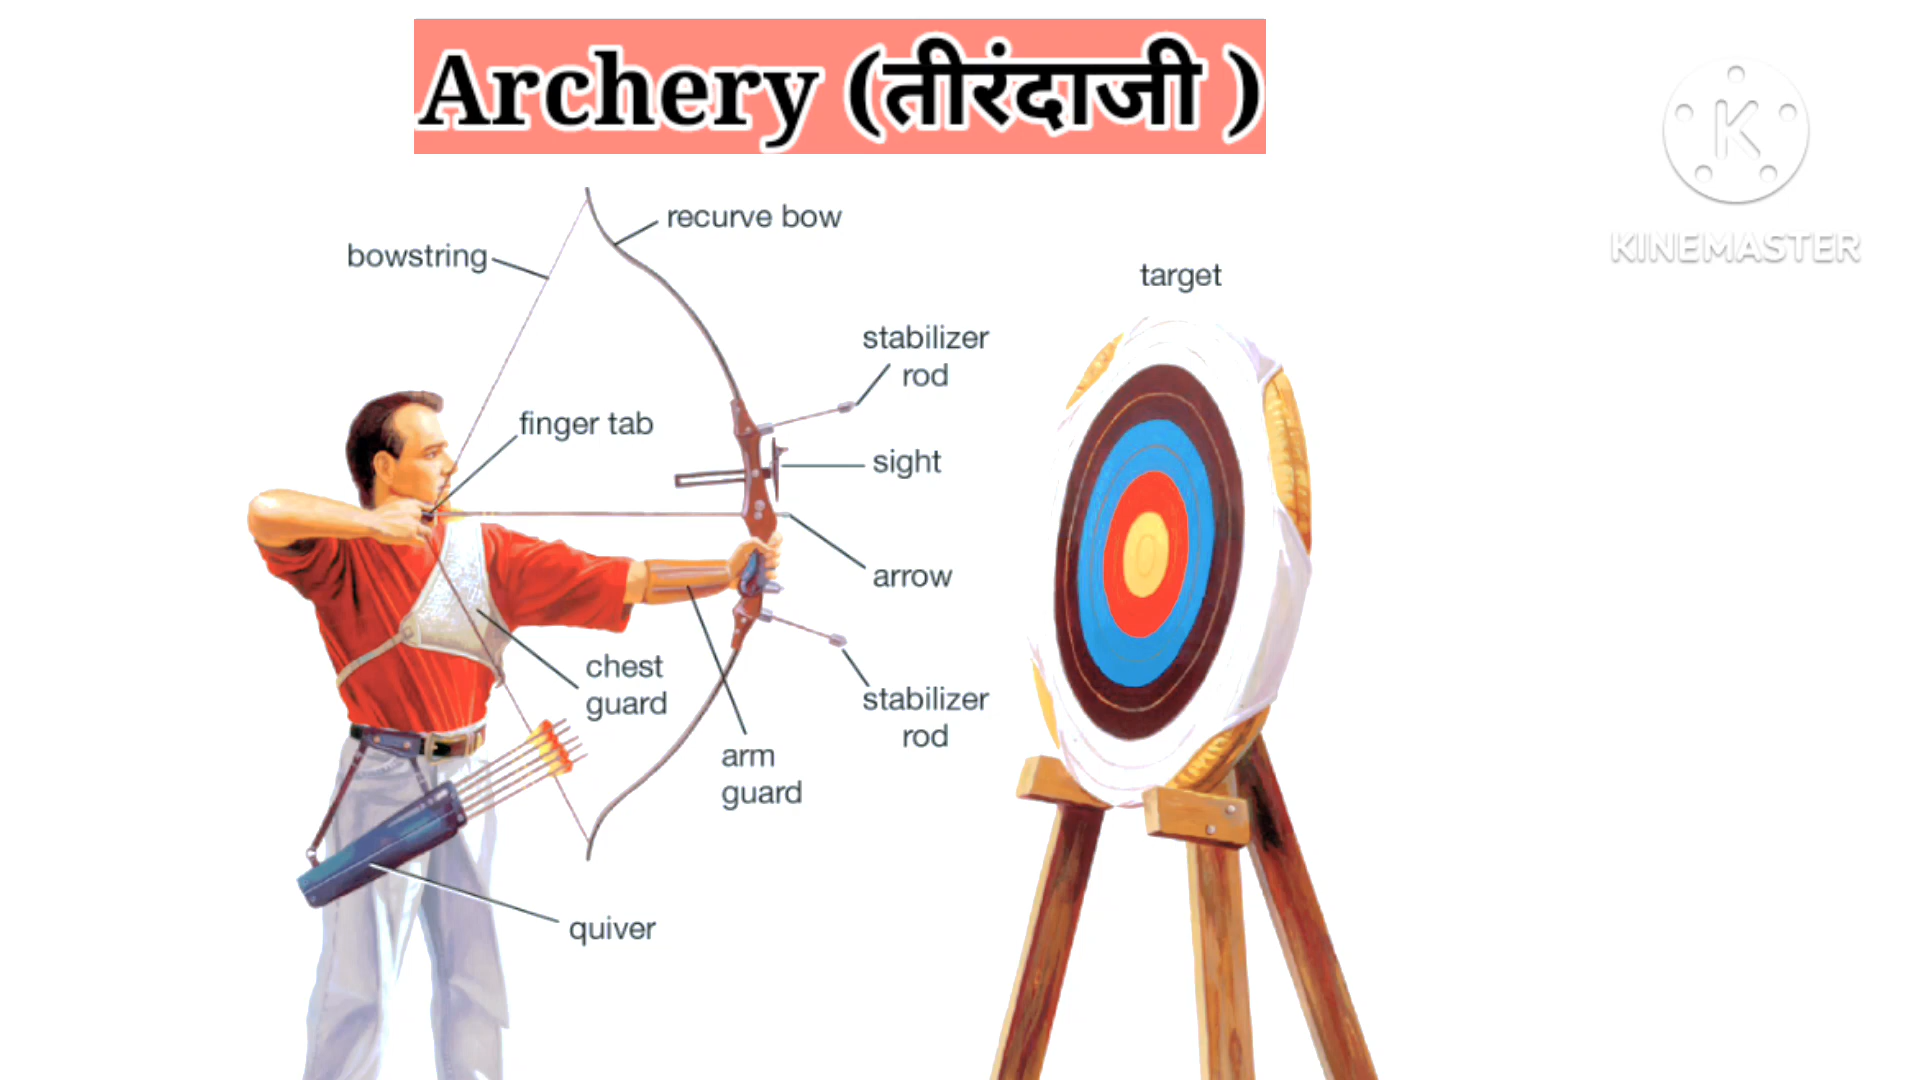 Archery (तीरंदाजी )
K
KINEMASTER
recurve bow
bowstring
target
stabilizer
rod
finger tab
sight
arrow
chest
guard
stabilizer
rod
arm
guard
quiver